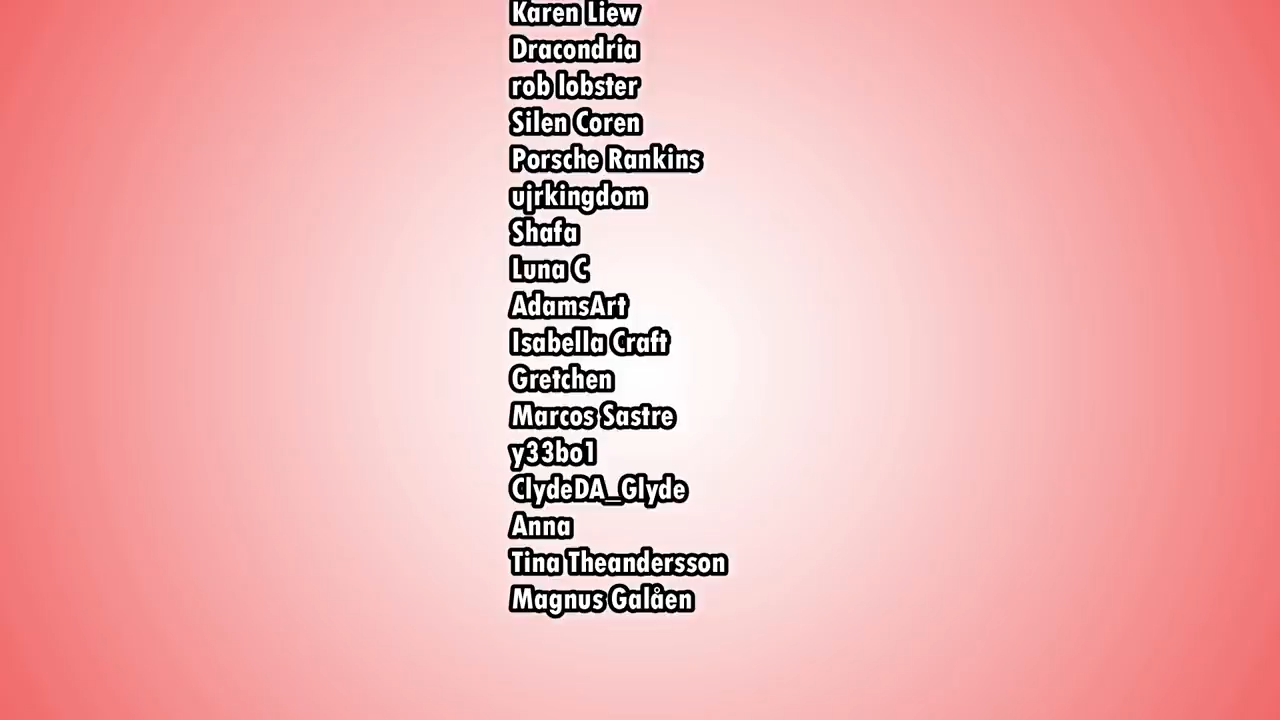 Karen Liew
Dracondria
rob lobster
Silen Coren
Porsche Rankins
ujrkingdom
Shafa
Luna C
AdamsArt
Isabella Craft
Gretchen
Marcos Sastre
y33bo1
ClydeDA_Glyde
Anna
Tina Theandersson
Magnus Galåen